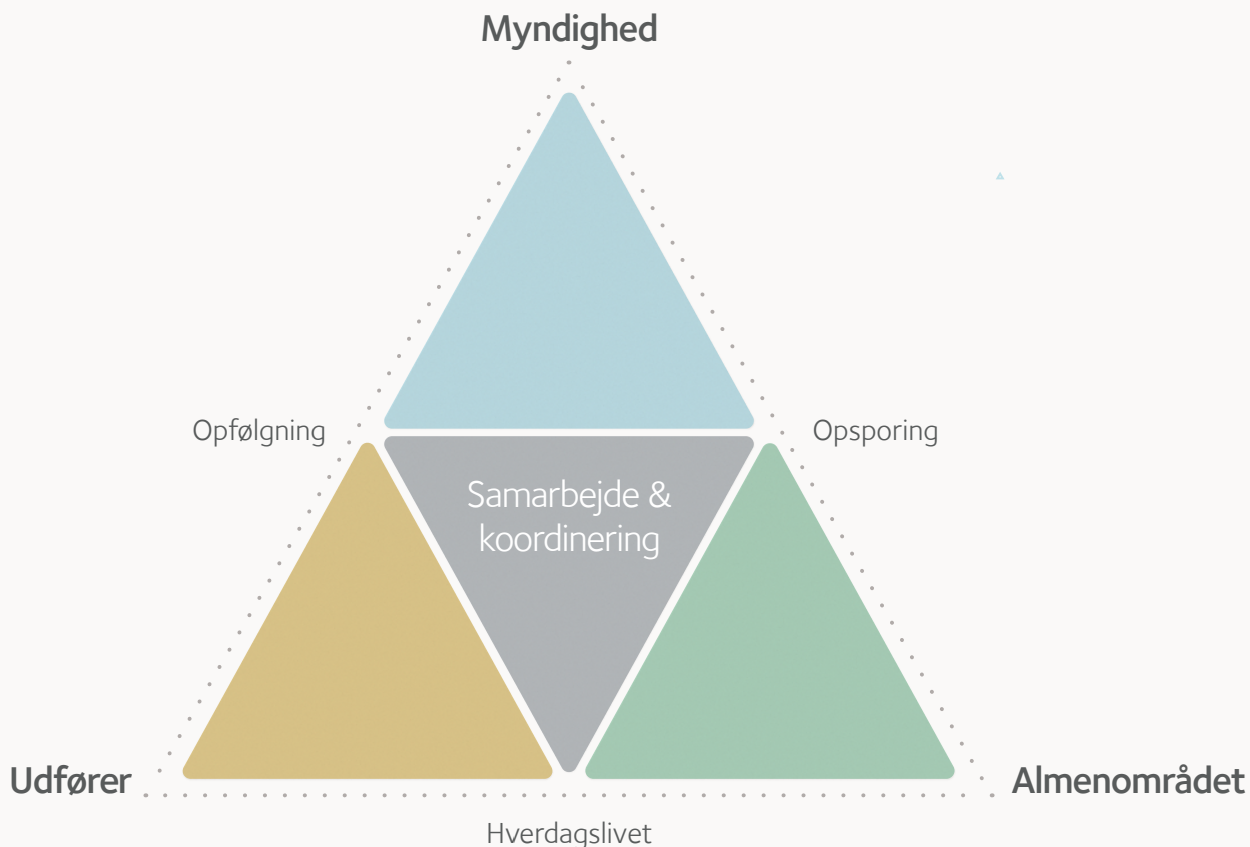 Myndighed
Opfølgning
Opsporing
Samarbejde &
koordinering
Udfører
Almenområdet
Hverdagslivet